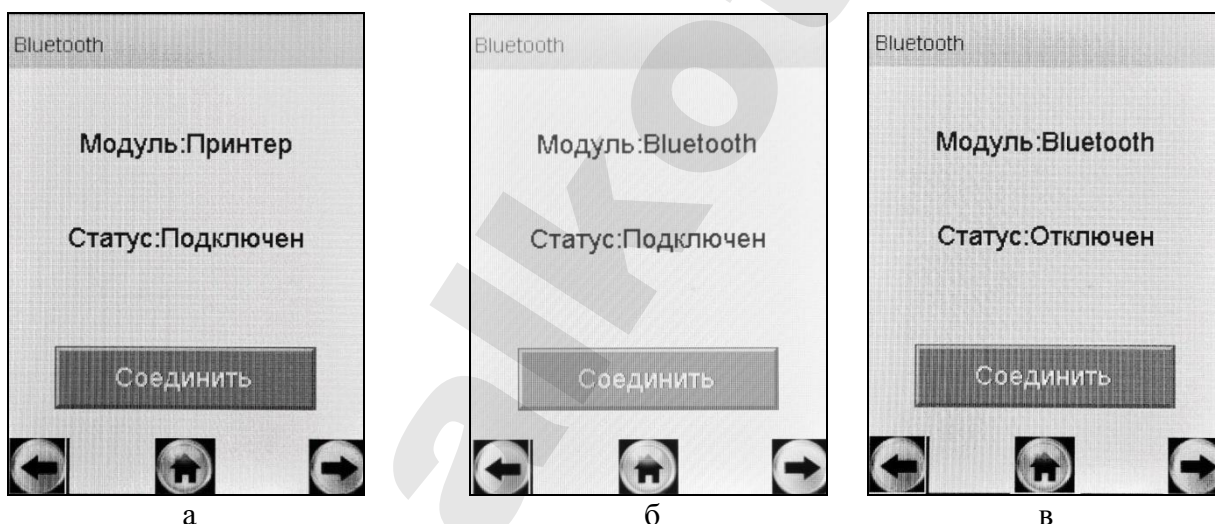 Bluetooth
Модуль:Принтер
Статус:Подключен
Соединить
а
Bluetooth
Модуль:Bluetooth
Статус:Подключен
Соединить
б
Bluetooth
Модуль:Bluetooth
Статус:Отключен
Соединить
в